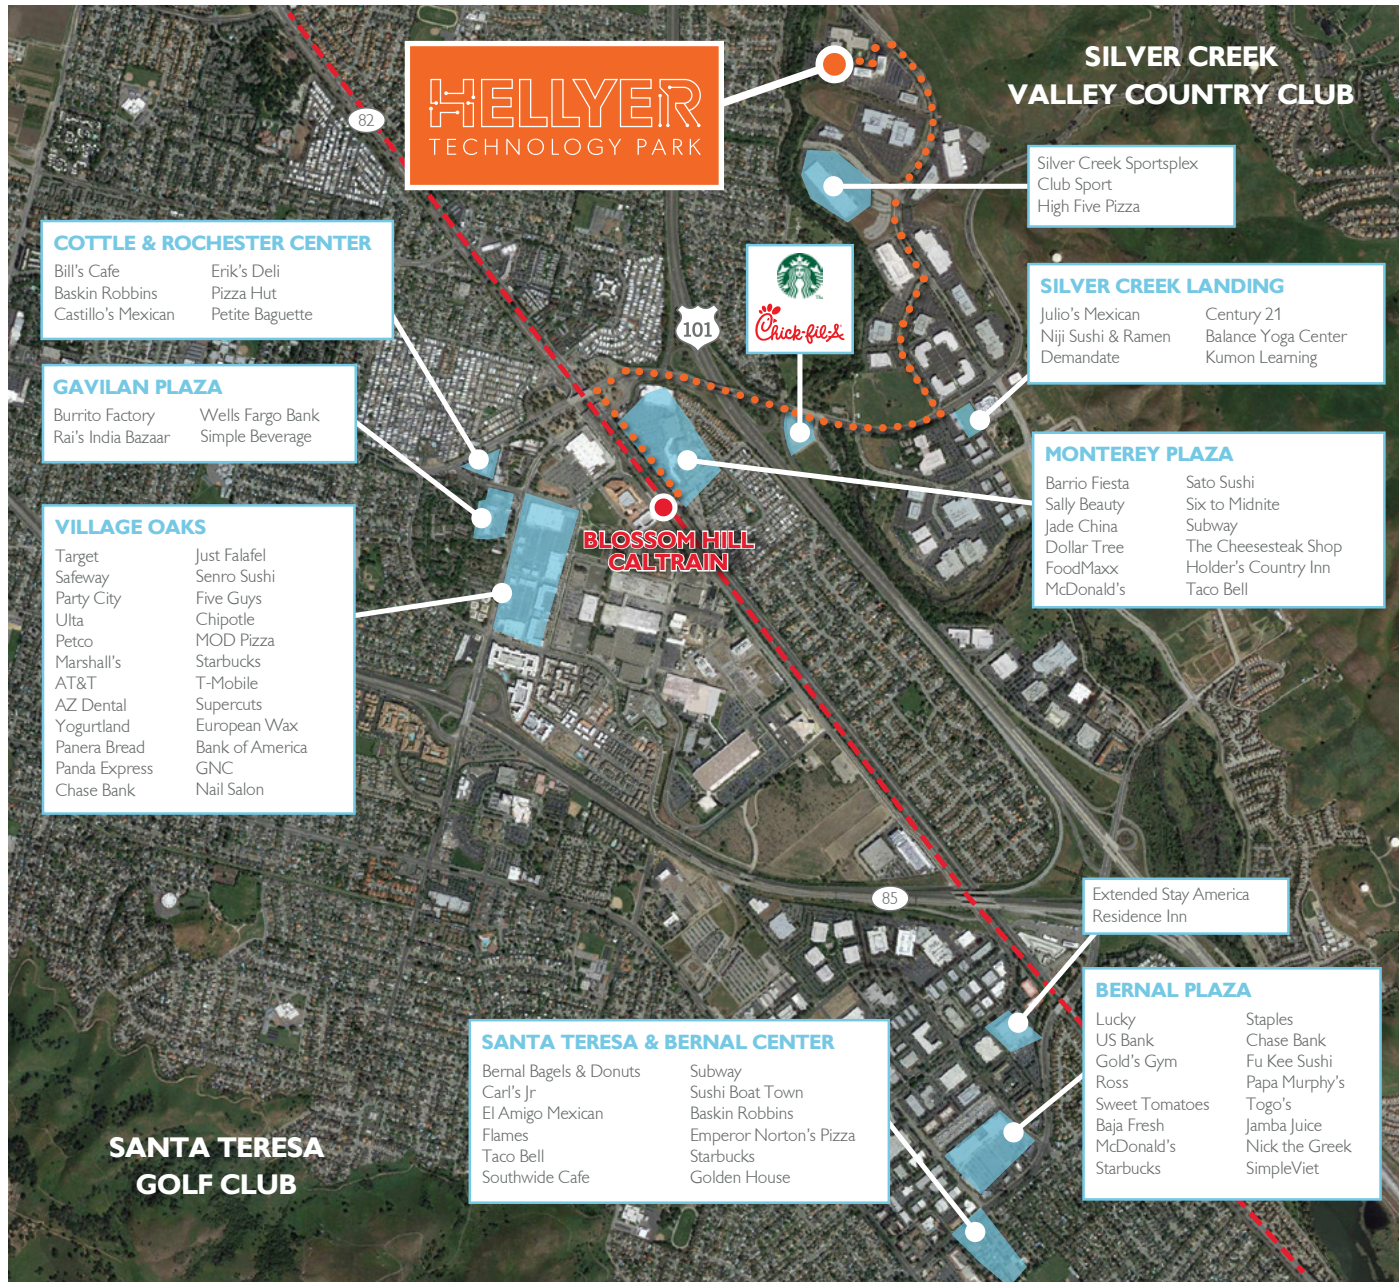 SILVER CREEK
VALLEY COUNTRY CLUB
HELLYER
TECHNOLOGY PARK
82
Silver Creek Sportsplex
Club Sport
High Five Pizza
COTTLE & ROCHESTER CENTER
Bill's Cafe
Baskin Robbins
Castillo's Mexican
Erik's Deli
Pizza Hut
Petite Baguette
TM
Chick-fil-A
101
SILVER CREEK LANDING
Julio's Mexican
Niji Sushi & Ramen
Demandate
Century 21
Balance Yoga Center
Kumon Learning
GAVILAN PLAZA
Burrito Factory
Rai's India Bazaar
Wells Fargo Bank
Simple Beverage
MONTEREY PLAZA
Barrio Fiesta
Sally Beauty
Jade China
Dollar Tree
FoodMaxx
McDonald's
Sato Sushi
Six to Midnite
Subway
The Cheesesteak Shop
Holder's Country Inn
Taco Bell
VILLAGE OAKS
Target
Safeway
Party City
Ulta
Petco
Marshall's
AT&T
AZ Dental
Yogurtland
Panera Bread
Panda Express
Chase Bank
Just Falafel
Senro Sushi
Five Guys
Chipotle
MOD Pizza
Starbucks
T-Mobile
Supercuts
European Wax
Bank of America
GNC
Nail Salon
BLOSSOM HILL
CALTRAIN
85
Extended Stay America
Residence Inn
BERNAL PLAZA
Lucky
US Bank
Gold's Gym
Ross
Sweet Tomatoes
Baja Fresh
McDonald's
Starbucks
Staples
Chase Bank
Fu Kee Sushi
Papa Murphy's
Togo's
Jamba Juice
Nick the Greek
SimpleViet
SANTA TERESA & BERNAL CENTER
Bernal Bagels & Donuts
Carl's Jr
El Amigo Mexican
Flames
Taco Bell
Southwide Cafe
Subway
Sushi Boat Town
Baskin Robbins
Emperor Norton's Pizza
Starbucks
Golden House
SANTA TERESA
GOLF CLUB